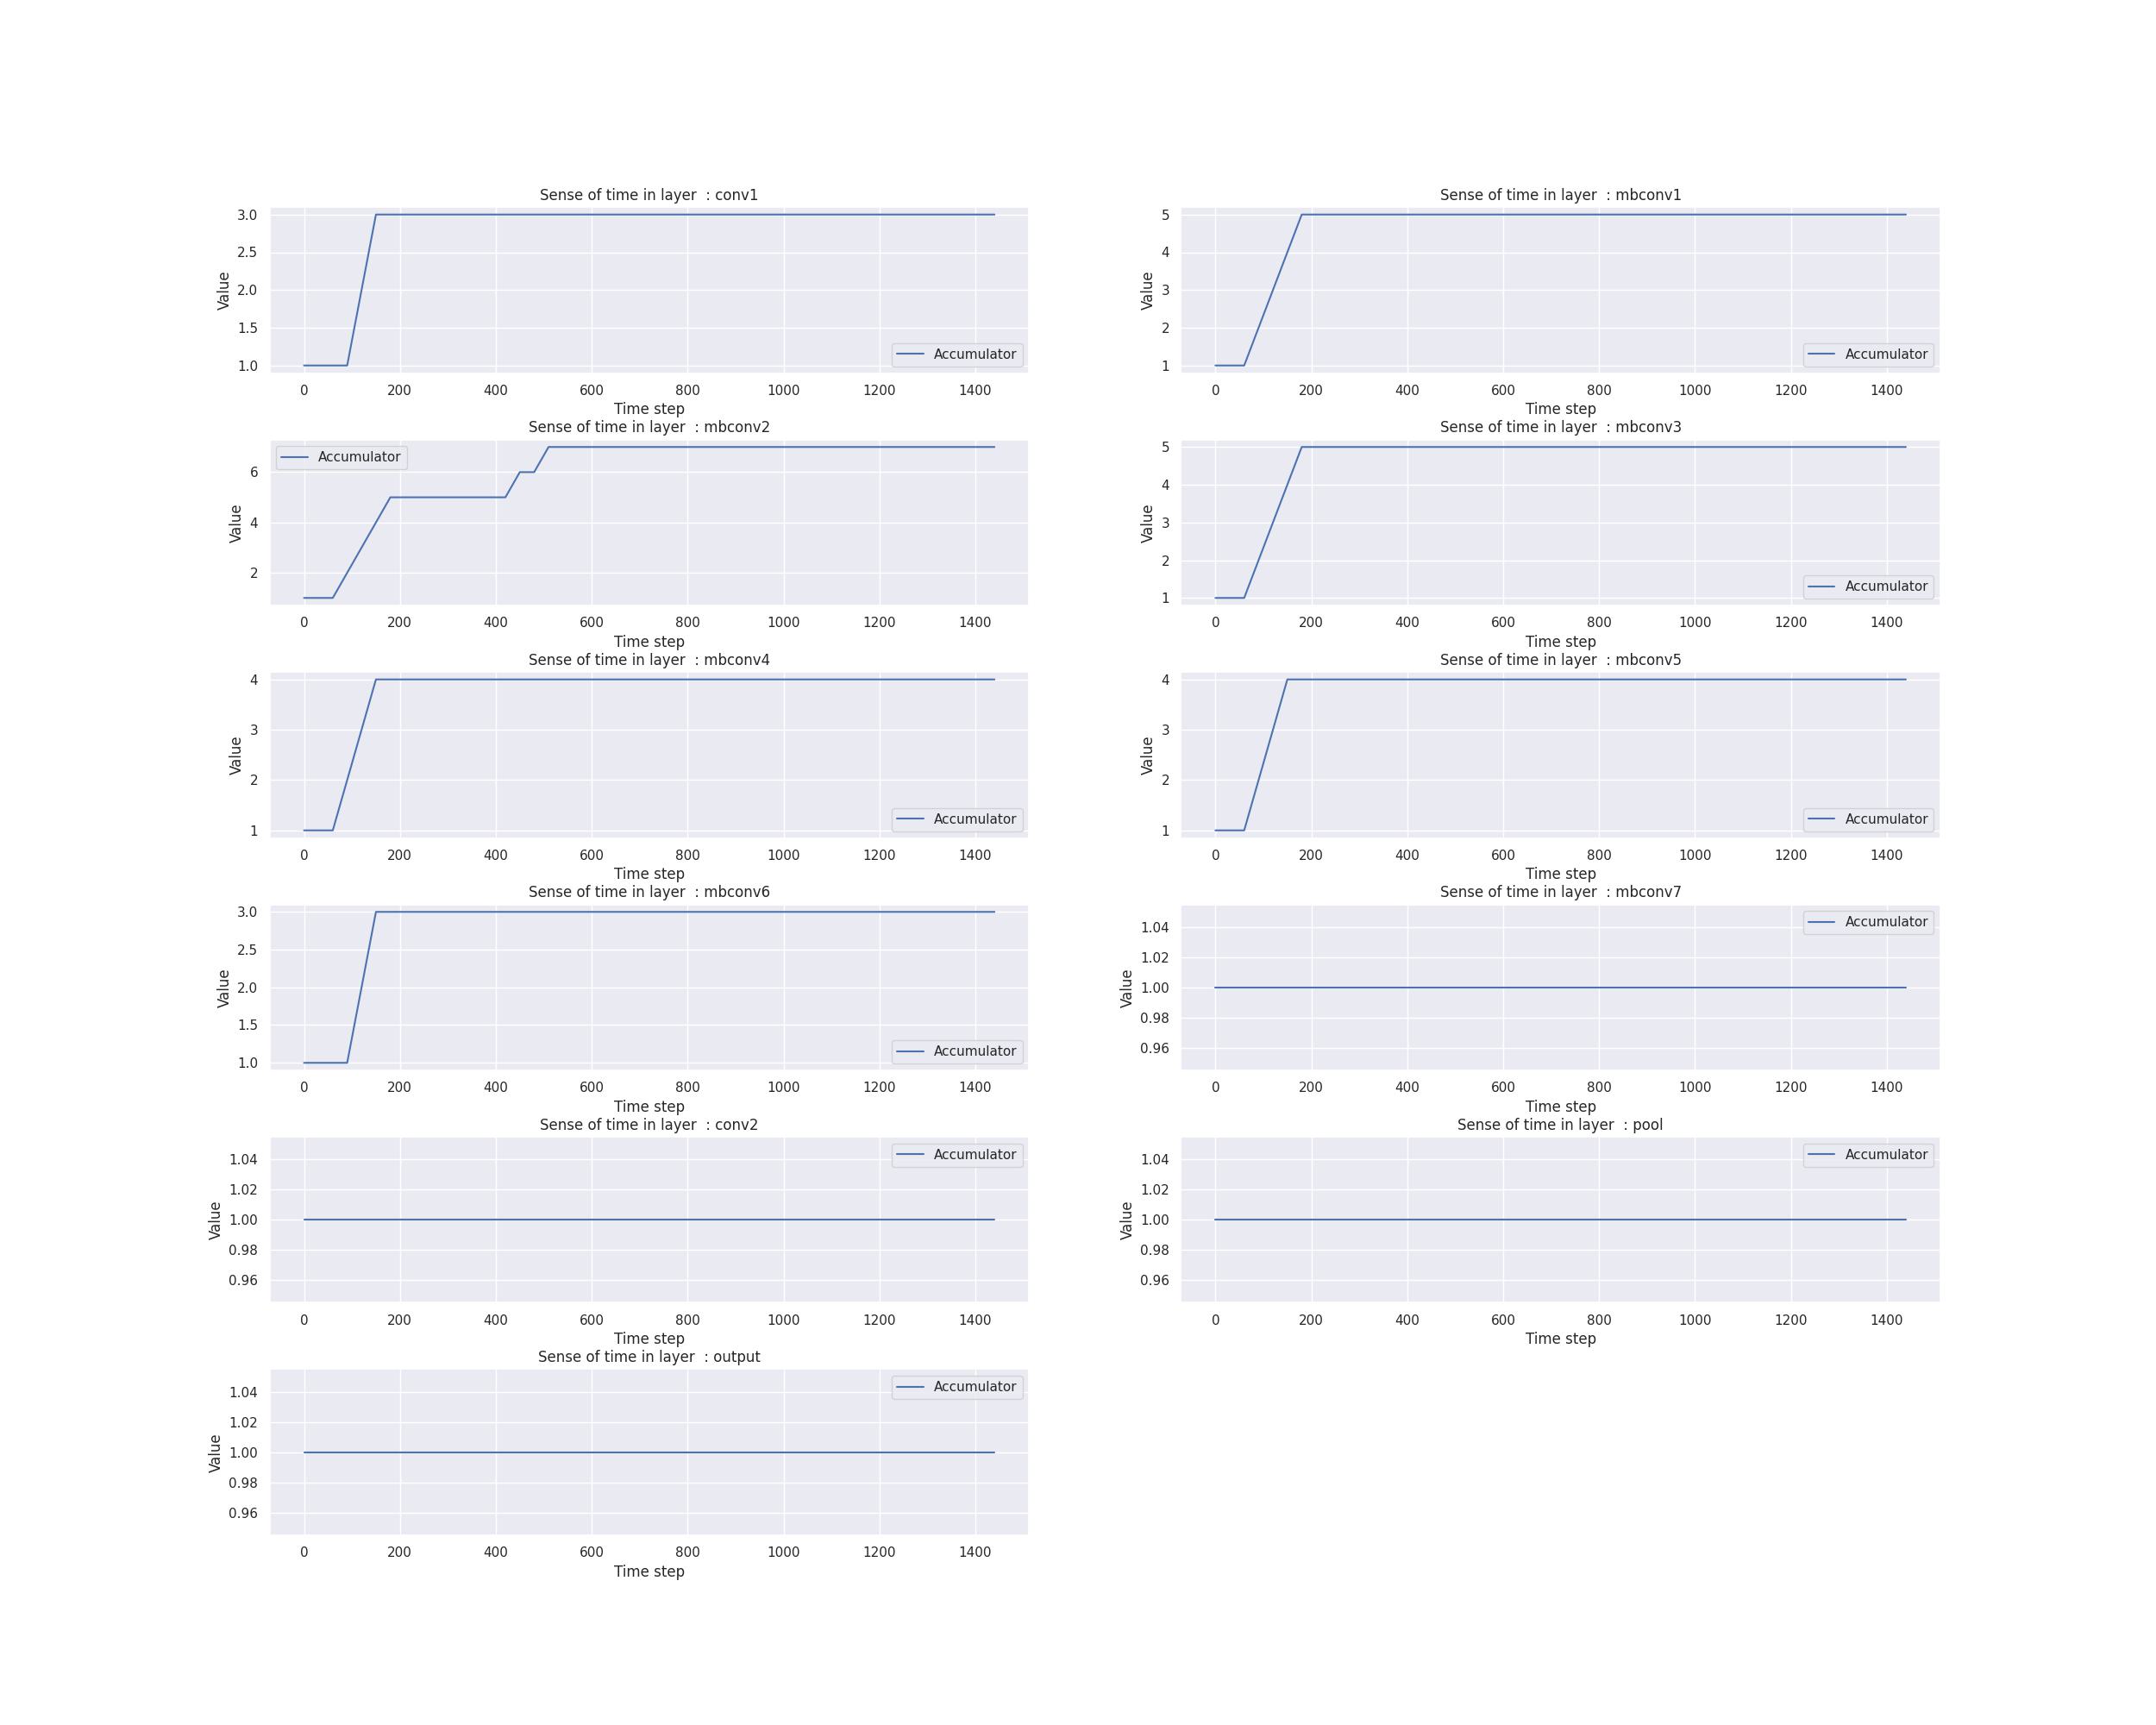 Sense of time in layer  : conv1
Value
3.0
2.5
2.0
1.5
1.0
Accumulator
0 200 400 600 800 1000 1200 1400
Time step
Sense of time in layer  : mbconv1
Value
5
4
3
2
1
Accumulator
0 200 400 600 800 1000 1200 1400
Time step
Sense of time in layer  : mbconv2
Value
6
4
2
Accumulator
0 200 400 600 800 1000 1200 1400
Time step
Sense of time in layer  : mbconv3
Value
5
4
3
2
1
Accumulator
0 200 400 600 800 1000 1200 1400
Time step
Sense of time in layer  : mbconv4
Value
4
3
2
1
Accumulator
0 200 400 600 800 1000 1200 1400
Time step
Sense of time in layer  : mbconv5
Value
4
3
2
1
Accumulator
0 200 400 600 800 1000 1200 1400
Time step
Sense of time in layer  : mbconv6
Value
3.0
2.5
2.0
1.5
1.0
Accumulator
0 200 400 600 800 1000 1200 1400
Time step
Sense of time in layer  : mbconv7
Value
1.04
1.02
1.00
0.98
0.96
Accumulator
0 200 400 600 800 1000 1200 1400
Time step
Sense of time in layer  : conv2
Value
1.04
1.02
1.00
0.98
0.96
Accumulator
0 200 400 600 800 1000 1200 1400
Time step
Sense of time in layer  : pool
Value
1.04
1.02
1.00
0.98
0.96
Accumulator
0 200 400 600 800 1000 1200 1400
Time step
Sense of time in layer  : output
Value
1.04
1.02
1.00
0.98
0.96
Accumulator
0 200 400 600 800 1000 1200 1400
Time step